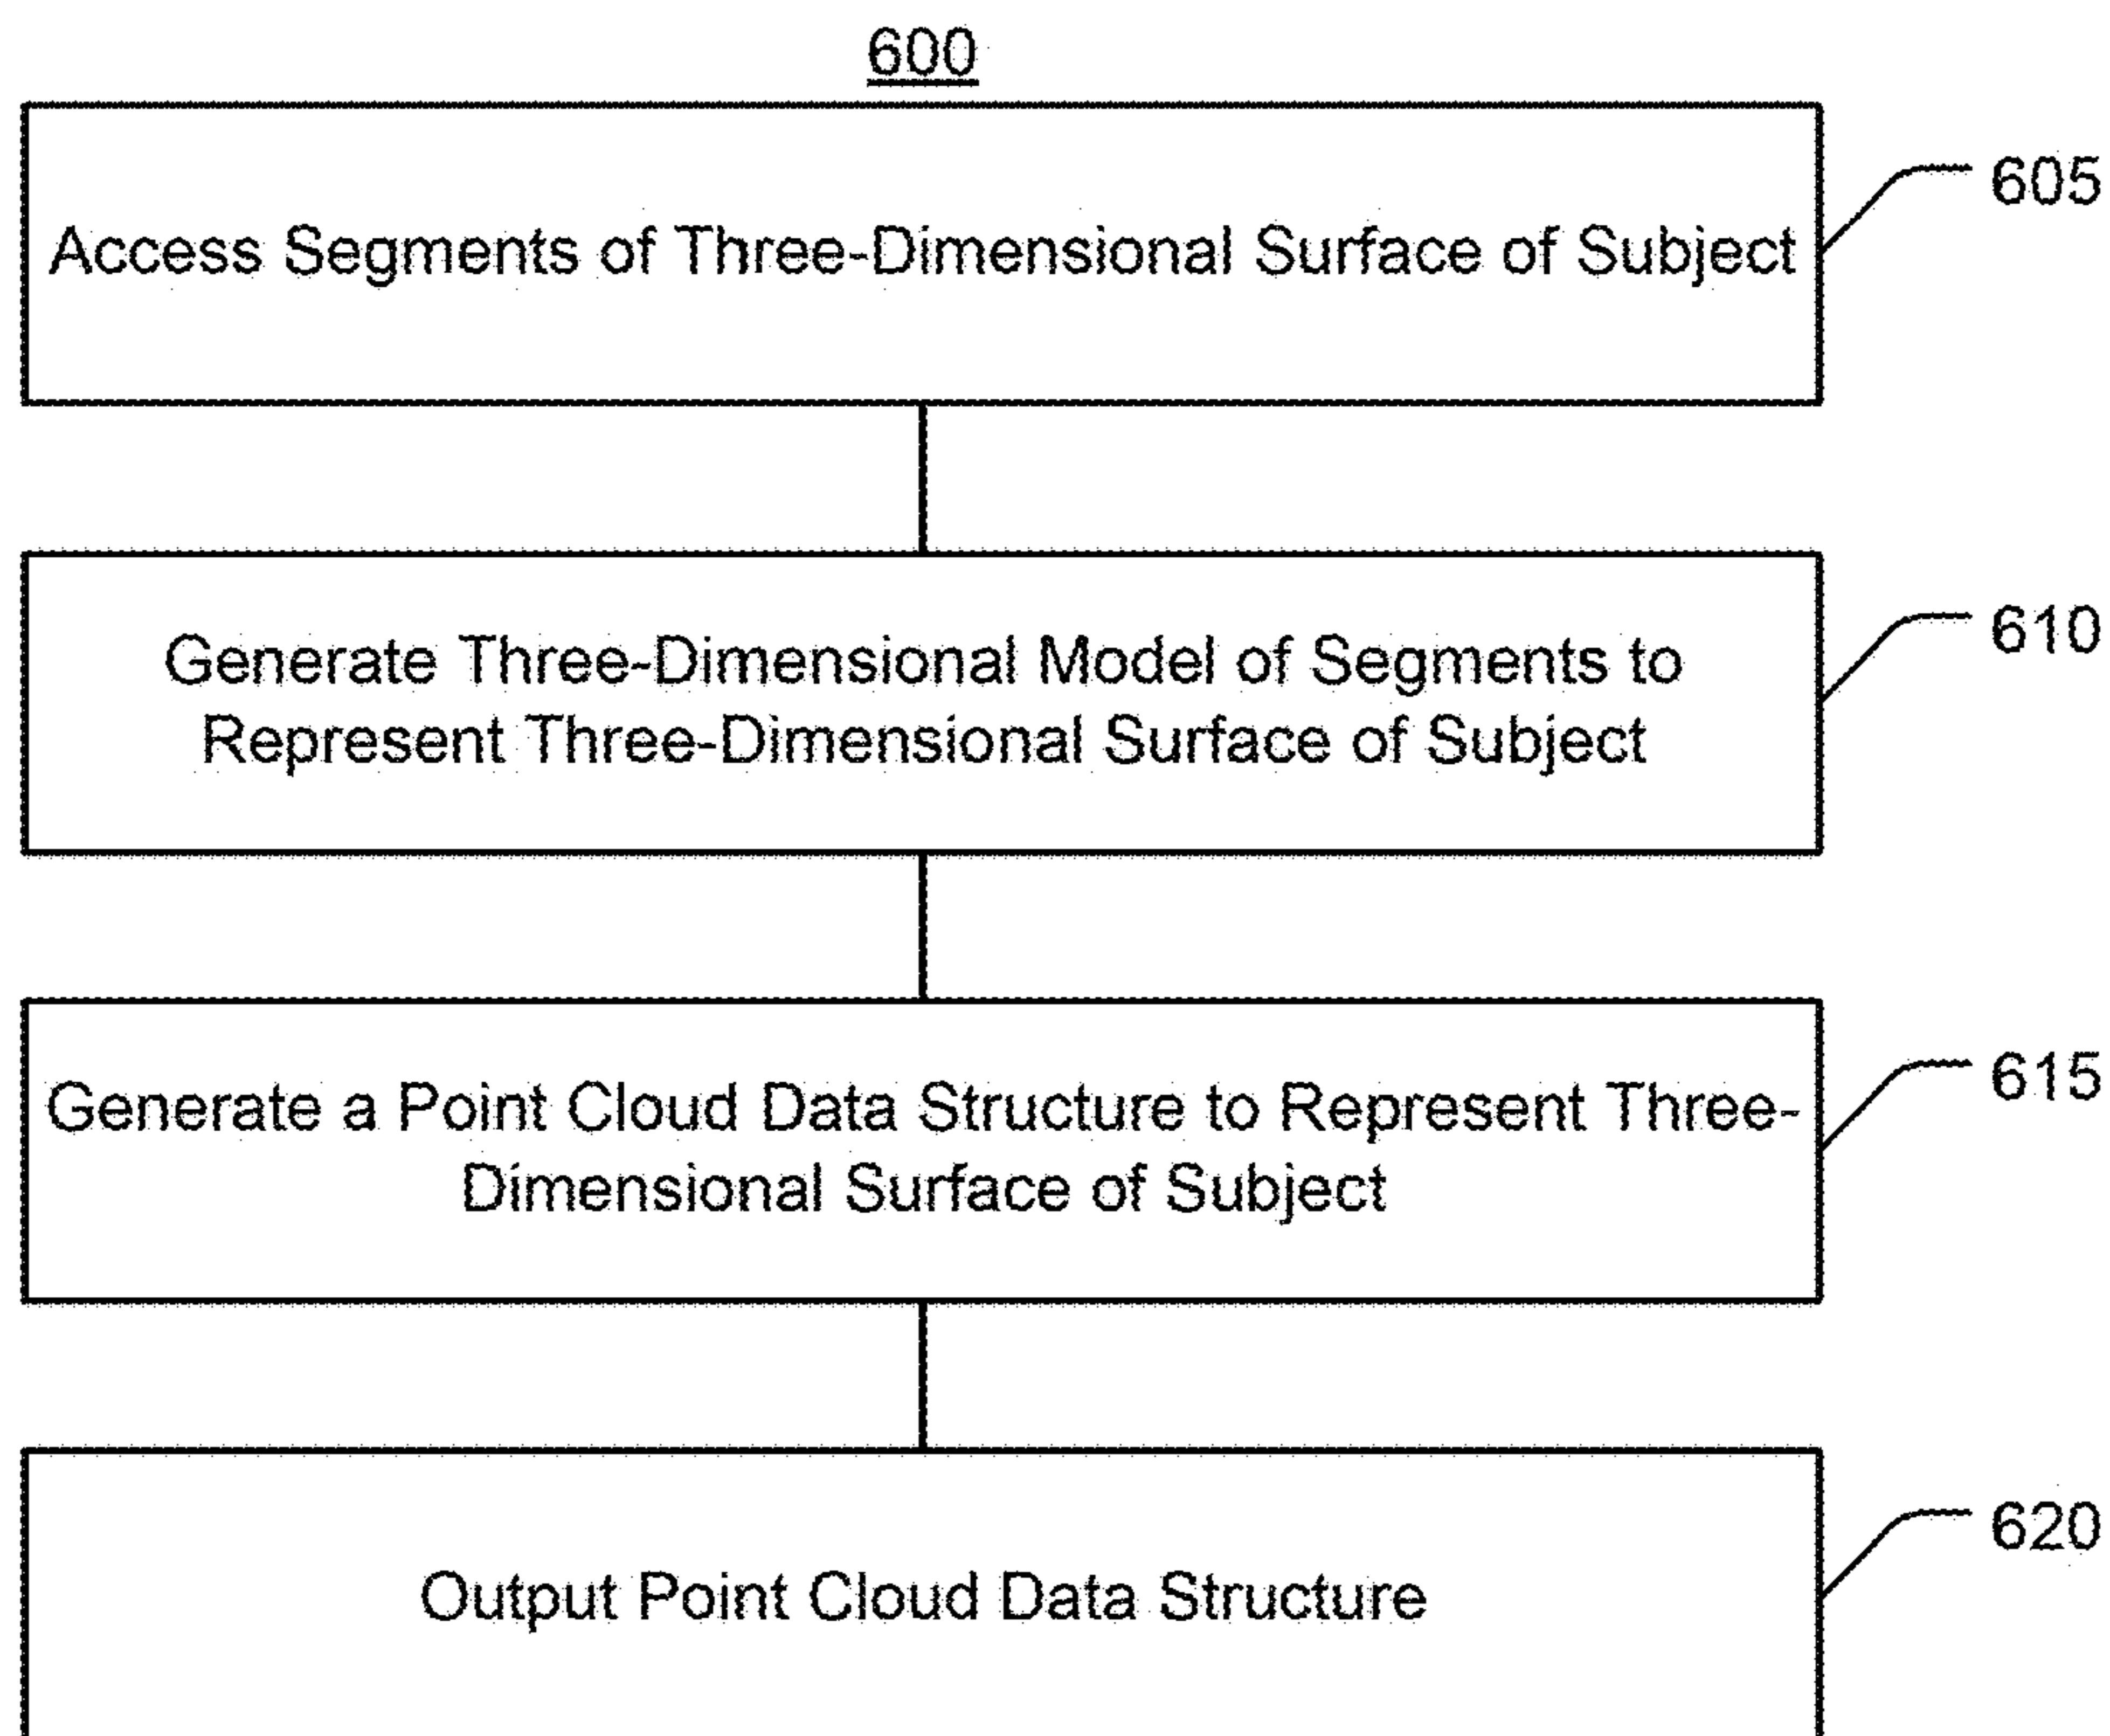 600
Access Segments of Three-Dimensional Surface of Subject
605
Generate Three-Dimensional Model of Segments to
Represent Three-Dimensional Surface of Subject
610
Generate a Point Cloud Data Structure to Represent Three-
Dimensional Surface of Subject
615
Output Point Cloud Data Structure
620